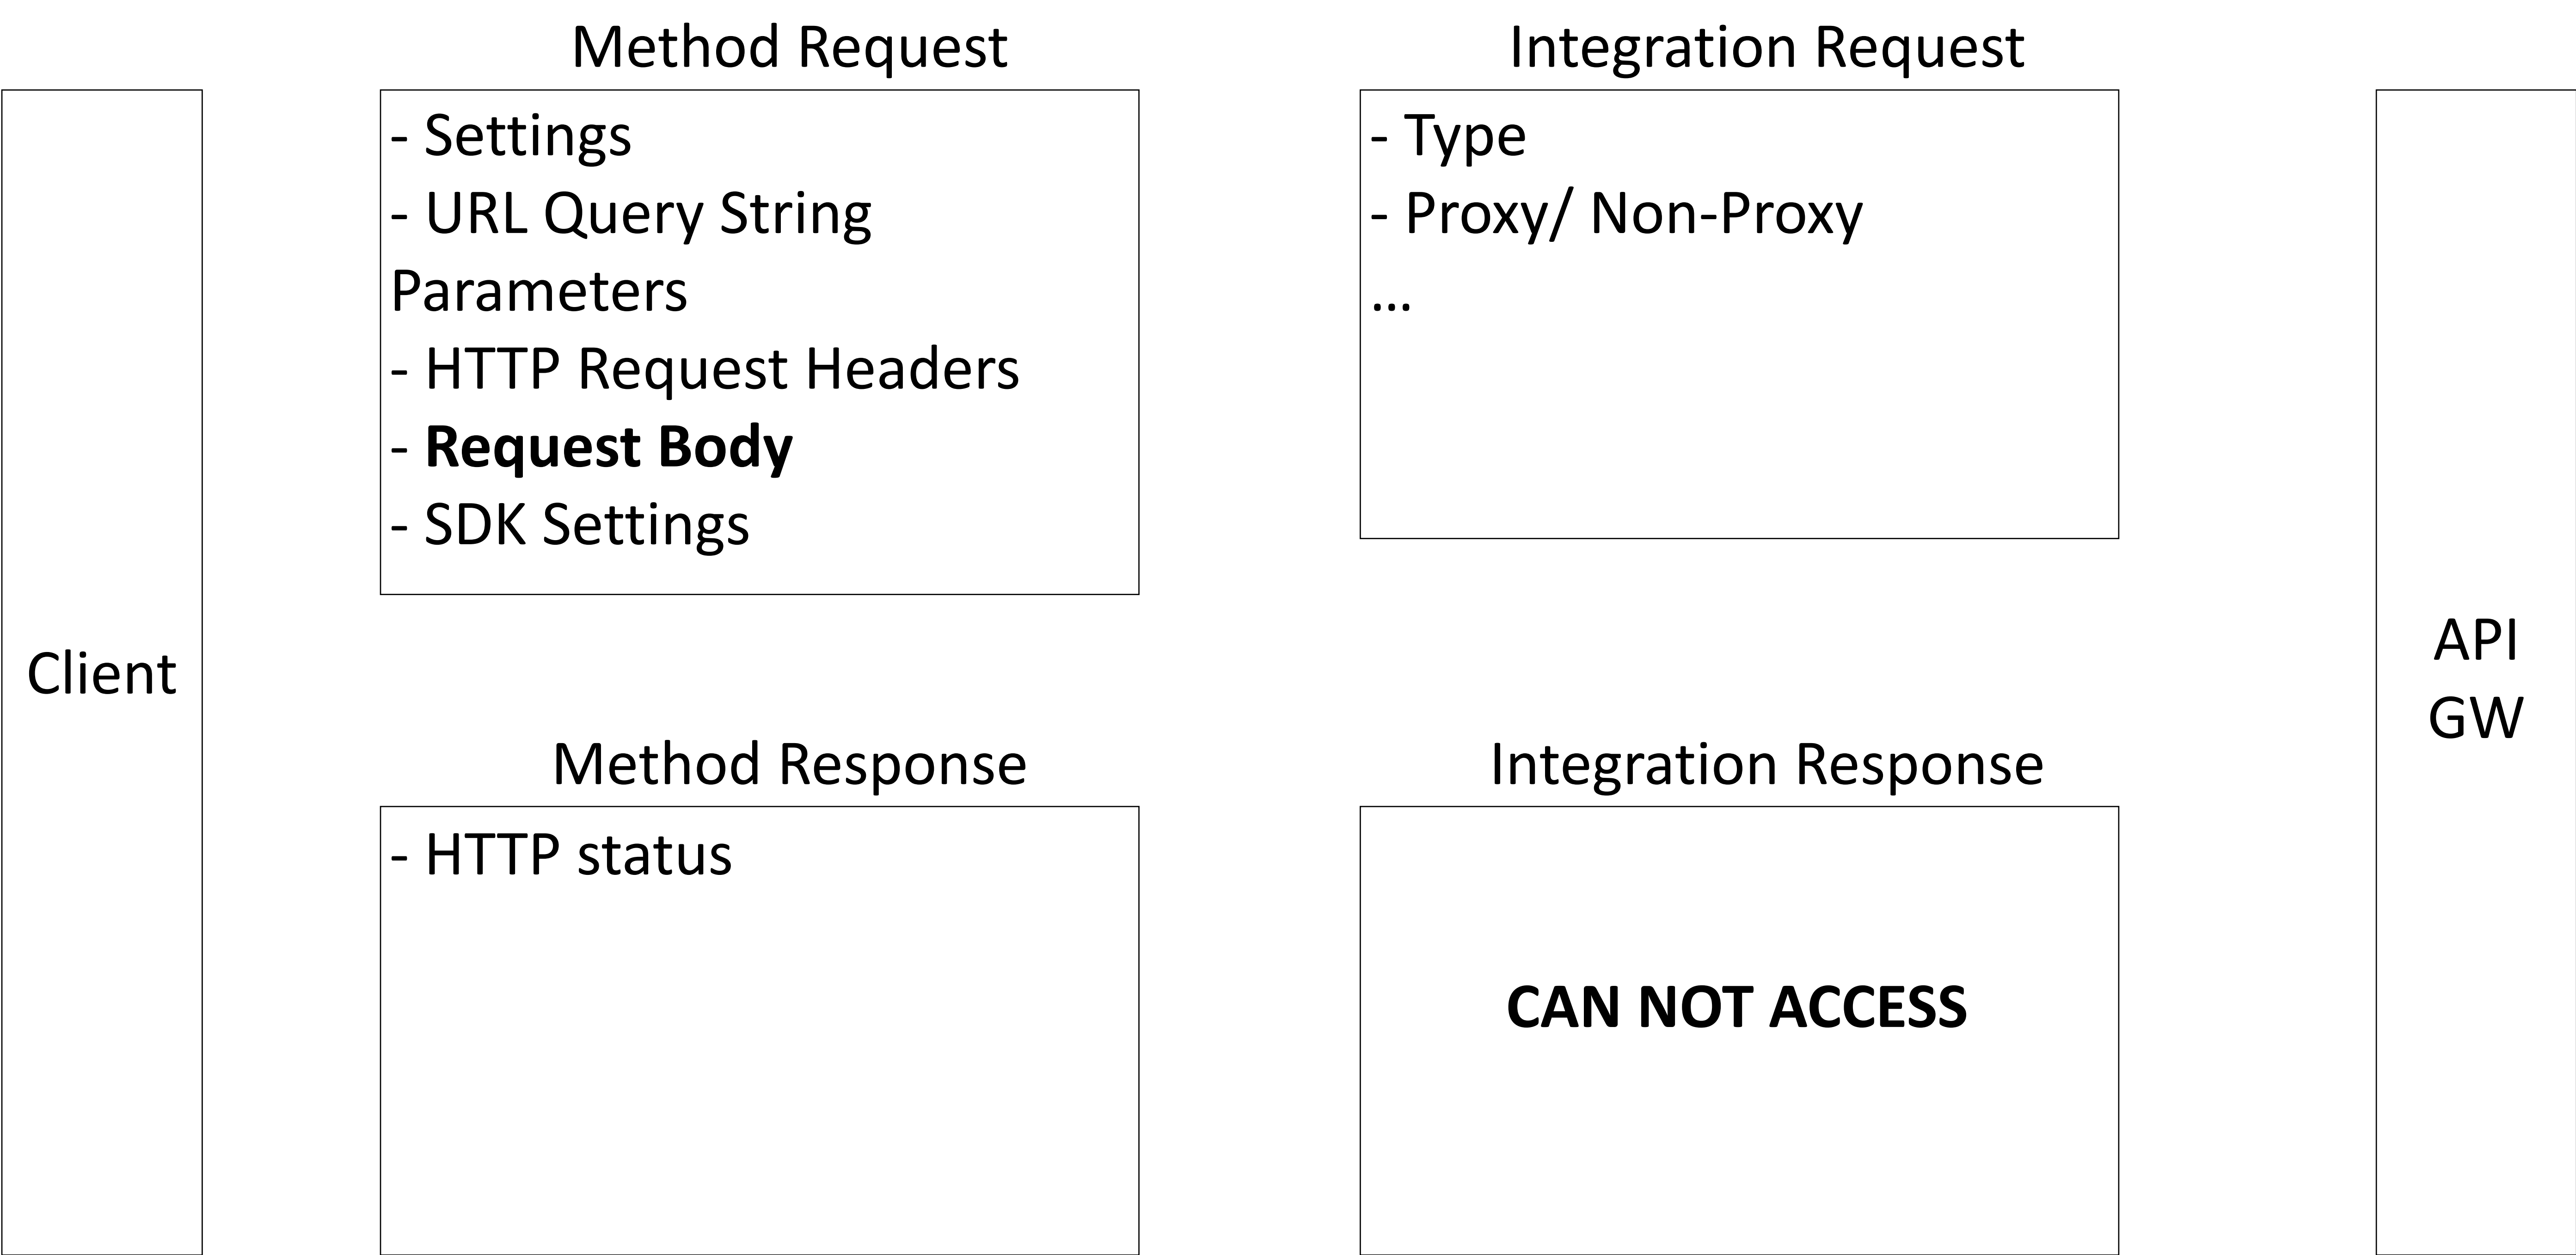 Method Request
- Settings
- URL Query String
Parameters
- HTTP Request Headers
- Request Body
- SDK Settings
Integration Request
- Type
- Proxy/ Non-Proxy
...
Client
API
GW
Method Response
- HTTP status
Integration Response
CAN NOT ACCESS